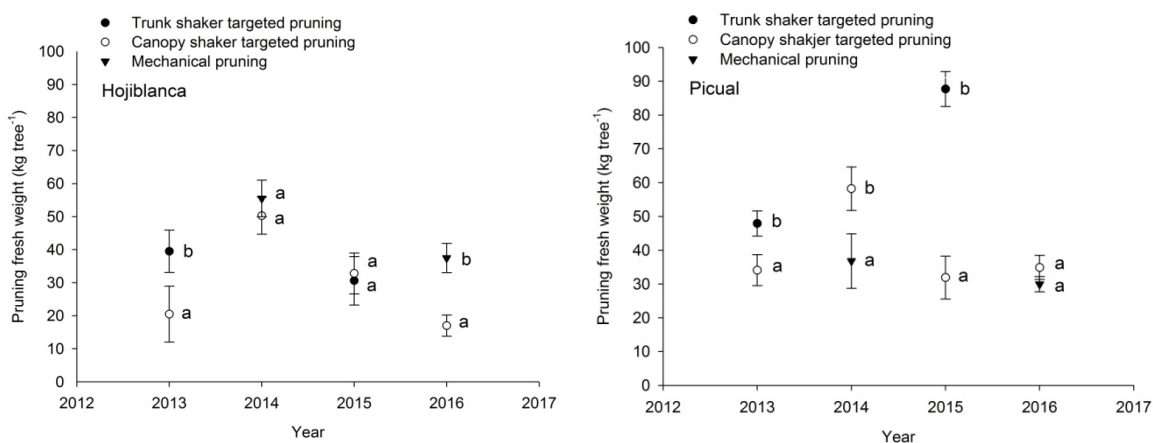 Trunk shaker targeted pruning
Canopy shaker targeted pruning
Mechanical pruning
Hojiblanca
Pruning fresh weight (kg tree⁻¹)
100
90
80
70
60
50
40
30
20
10
0
b
a
a
a
a
a
b
a
2012 2013 2014 2015 2016 2017
Year
Trunk shaker targeted pruning
Canopy shakjer targeted pruning
Mechanical pruning
Picual
Pruning fresh weight (kg tree⁻¹)
100
90
80
70
60
50
40
30
20
10
0
b
a
b
a
b
a
a
a
2012 2013 2014 2015 2016 2017
Year